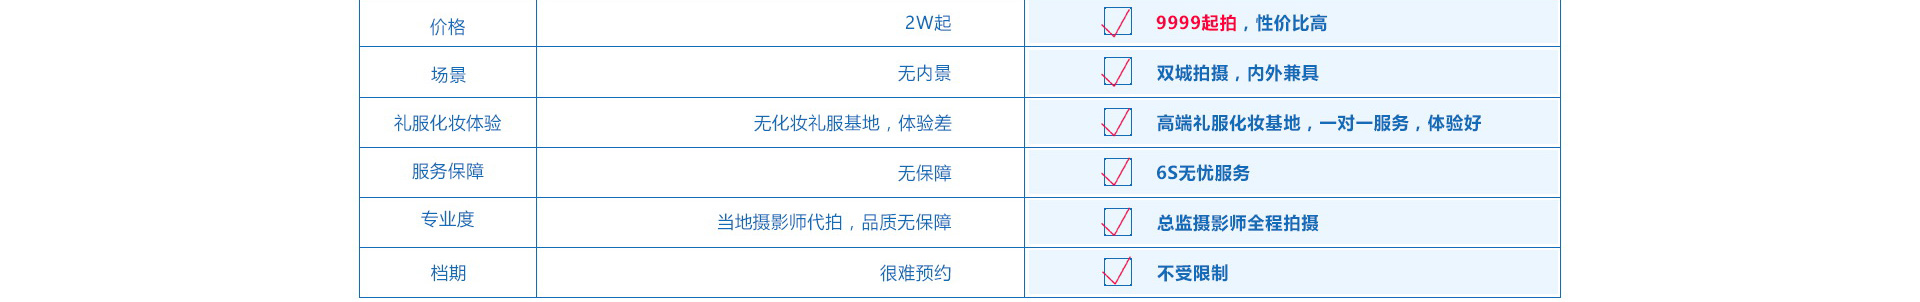 价格 2W起 9999起拍，性价比高
场景 无内景 双城拍摄，内外兼具
礼服化妆体验 无化妆礼服基地，体验差 高端礼服化妆基地，一对一服务，体验好
服务保障 无保障 6S无忧服务
专业度 当地摄影师代拍，品质无保障 总监摄影师全程拍摄
档期 很难预约 不受限制